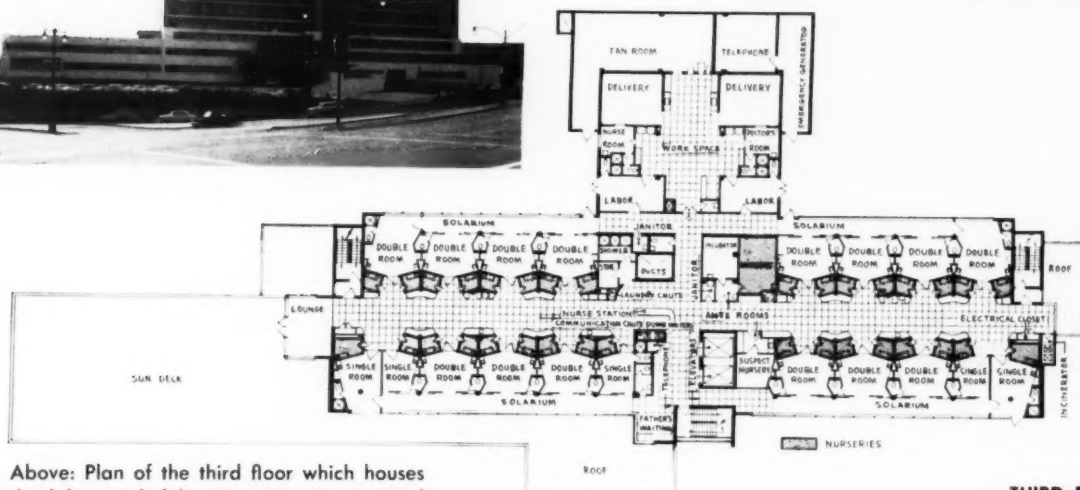 FAN ROOM
TELEPHONE
EMERGENCY GENERATOR
DELIVERY
DELIVERY
NURSE ROOM
DOCTOR'S ROOM
WORK SPACE
LABOR
LABOR
SOLARIUM
JANITOR
SOLARIUM
DOUBLE ROOM
DOUBLE ROOM
DOUBLE ROOM
DOUBLE ROOM
SHOWER
DUCTS
JANITOR
INCUBATOR
DOUBLE ROOM
DOUBLE ROOM
DOUBLE ROOM
DOUBLE ROOM
ROOF
LAUNDRY CHUTE
LOUNGE
NURSE STATION
ANTE ROOMS
ELECTRICAL CLOSET
COMMUNICATION CHUTE DUMB WAITERS
SUN DECK
SINGLE ROOM
SINGLE ROOM
DOUBLE ROOM
DOUBLE ROOM
DOUBLE ROOM
SINGLE ROOM
TELEPHONE
ELEVATORS
SUSPECT NURSERY
DOUBLE ROOM
DOUBLE ROOM
DOUBLE ROOM
SINGLE ROOM
SINGLE ROOM
INCINERATOR
SOLARIUM
SOLARIUM
FATHER'S WAITING
NURSERIES
ROOF
Above: Plan of the third floor which houses